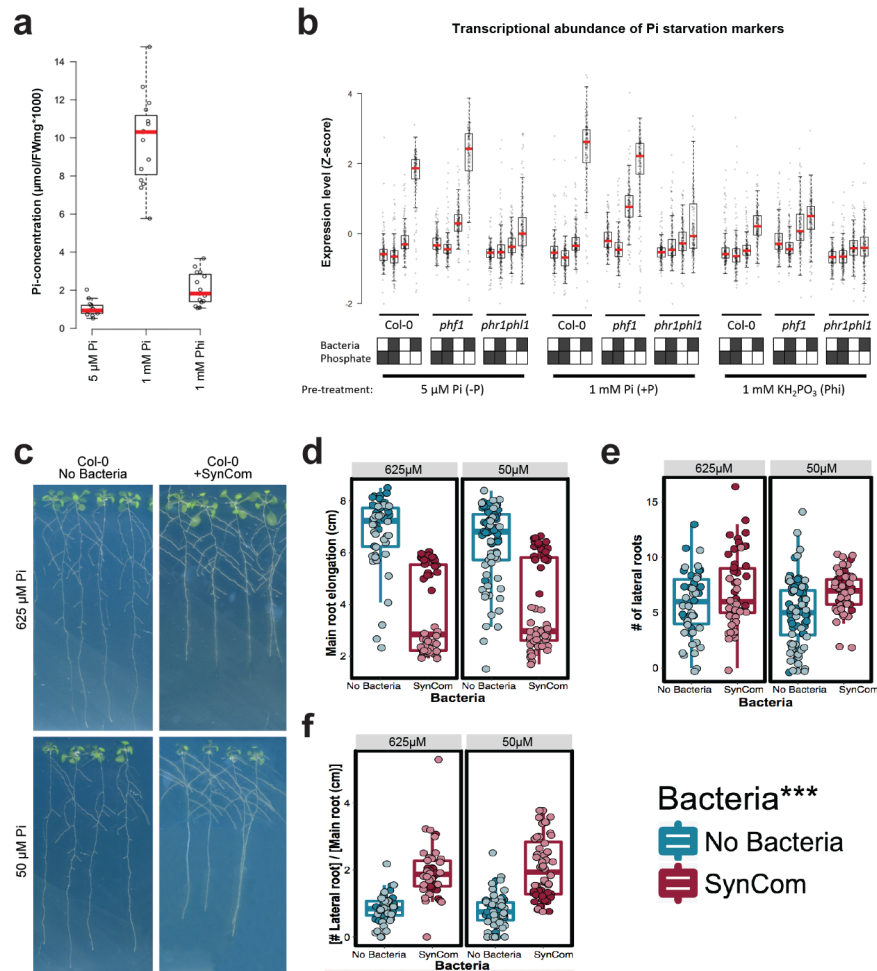 a
Pi-concentration (µmol/FWmg*1000)
14
12
10
8
6
4
2
0
5 µM Pi
1 mM Pi
1 mM Phi
b
Transcriptional abundance of Pi starvation markers
Expression level (Z-score)
4
2
0
-2
Col-0 phf1 phr1phl1 Col-0 phf1 phr1phl1 Col-0 phf1 phr1phl1
Bacteria
Phosphate
Pre-treatment: 5 µM Pi (-P) 1 mM Pi (+P) 1 mM KH₂PO₃ (Phi)
c
Col-0 Col-0
No Bacteria +SynCom
625 µM Pi
50 µM Pi
d
625µM 50µM
Main root elongation (cm)
8
6
4
2
No Bacteria SynCom No Bacteria SynCom
Bacteria
e
625µM 50µM
# of lateral roots
15
10
5
0
No Bacteria SynCom No Bacteria SynCom
Bacteria
f
625µM 50µM
[# Lateral root] / [Main root (cm)]
4
2
0
No Bacteria SynCom No Bacteria SynCom
Bacteria
Bacteria***
No Bacteria
SynCom